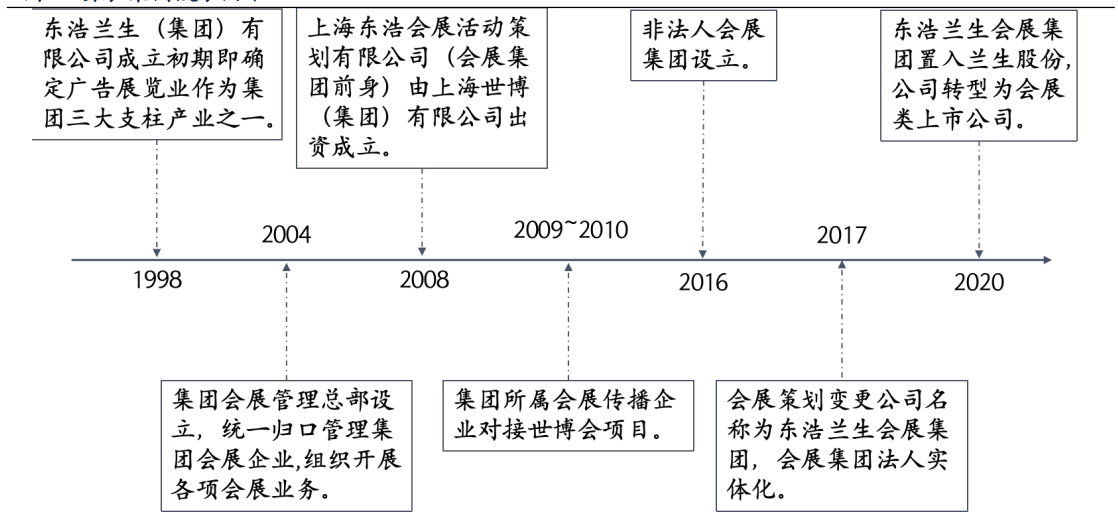 东浩兰生（集团）有
限公司成立初期即确
定广告展览业作为集
团三大支柱产业之一。
上海东浩会展活动策
划有限公司（会展集
团前身）由上海世博
（集团）有限公司出
资成立。
非法人会展
集团设立。
东浩兰生会展集
团置入兰生股份，
公司转型为会展
类上市公司。
2004
2009~2010
2017
1998
2008
2016
2020
集团会展管理总部设
立，统一归口管理集
团会展企业,组织开展
各项会展业务。
集团所属会展传播企
业对接世博会项目。
会展策划变更公司名
称为东浩兰生会展集
团，会展集团法人实
体化。